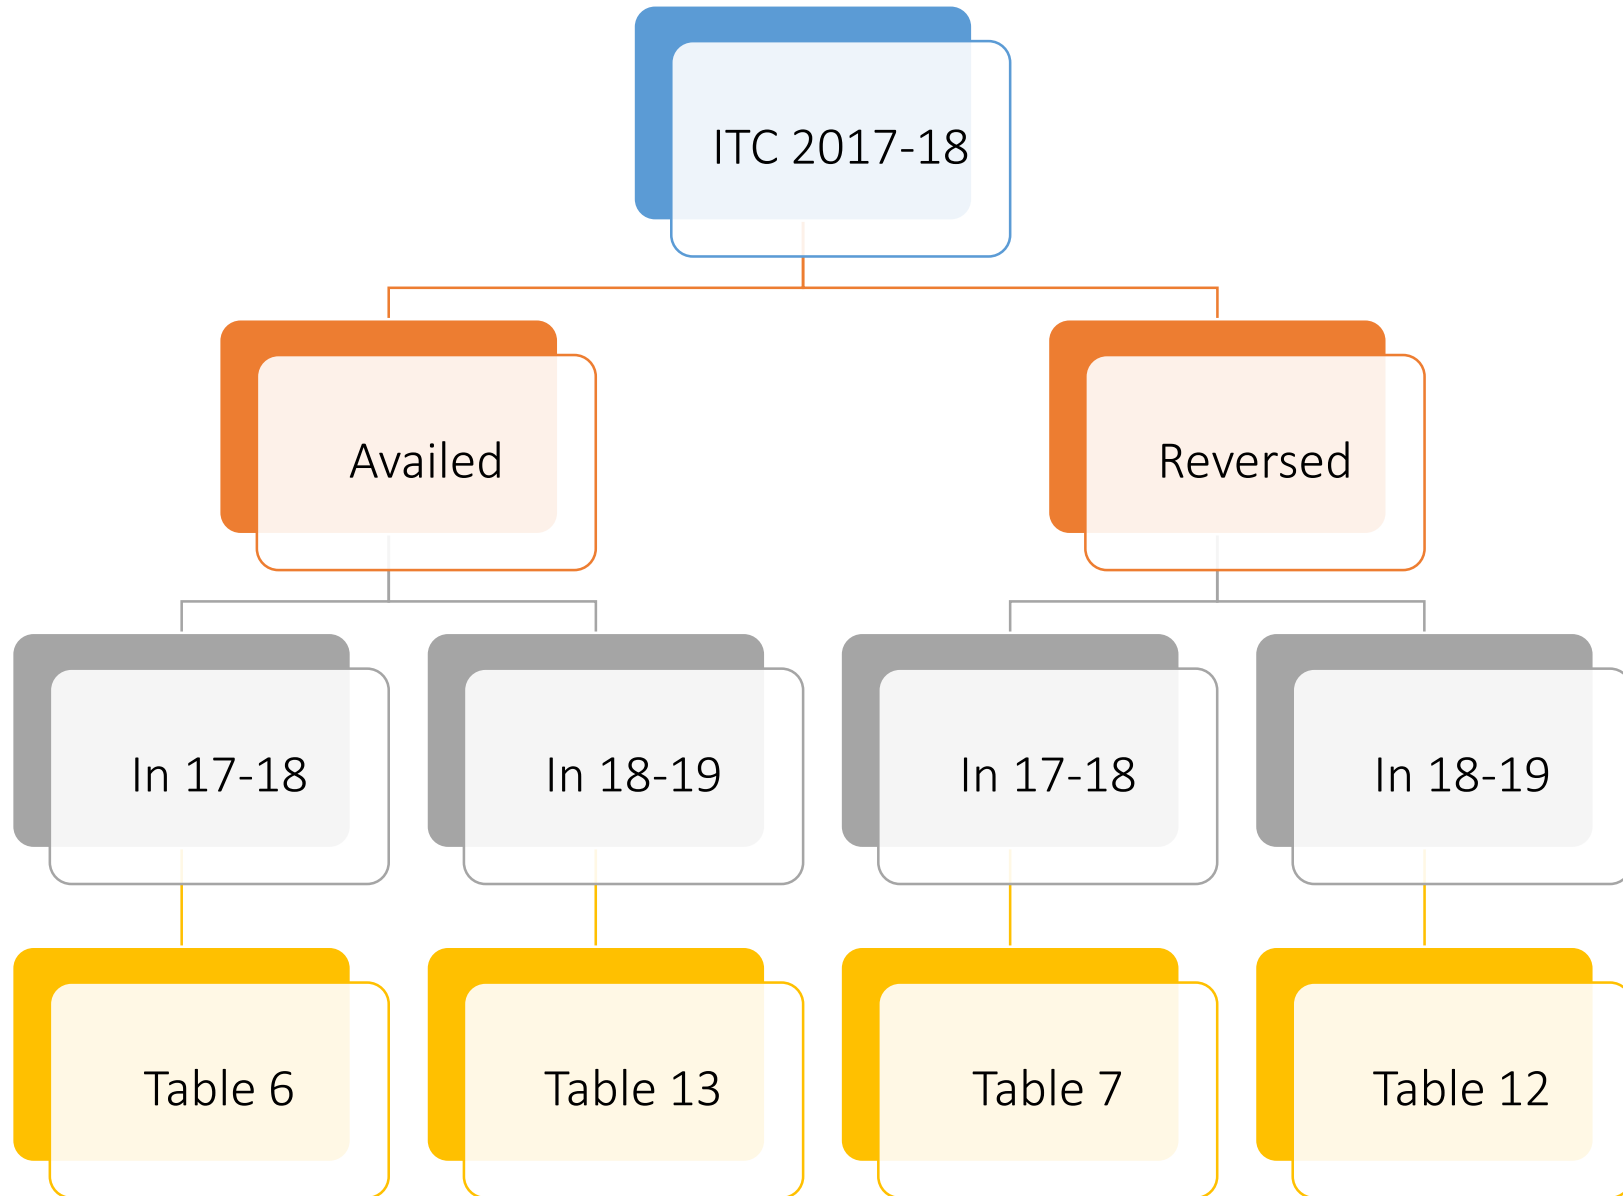 ITC 2017-18
Availed
Reversed
In 17-18
In 18-19
In 17-18
In 18-19
Table 6
Table 13
Table 7
Table 12